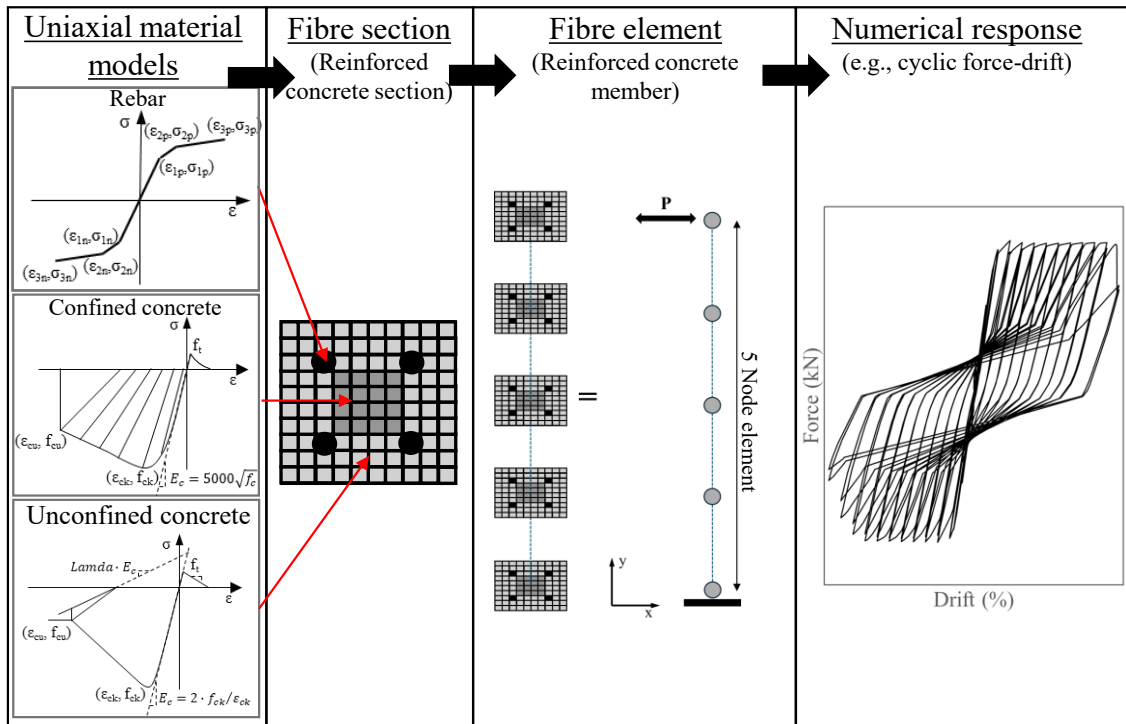 Uniaxial material
models
Rebar
σ
(ε2p,σ2p)
(ε3p,σ3p)
(ε1p,σ1p)
ε
(ε1n,σ1n)
(ε3n,σ3n)
(ε2n,σ2n)
Confined concrete
σ
ft
ε
(εcu, fcu)
(εck, fck)
Ec = 5000√fc
Unconfined concrete
σ
Lamda · Ec
ft
ε
(εcu, fcu)
(εck, fck)
Ec = 2 · fck/εck
Fibre section
(Reinforced
concrete section)
Fibre element
(Reinforced concrete
member)
=
P
5 Node element
y
x
Numerical response
(e.g., cyclic force-drift)
Force (kN)
Drift (%)